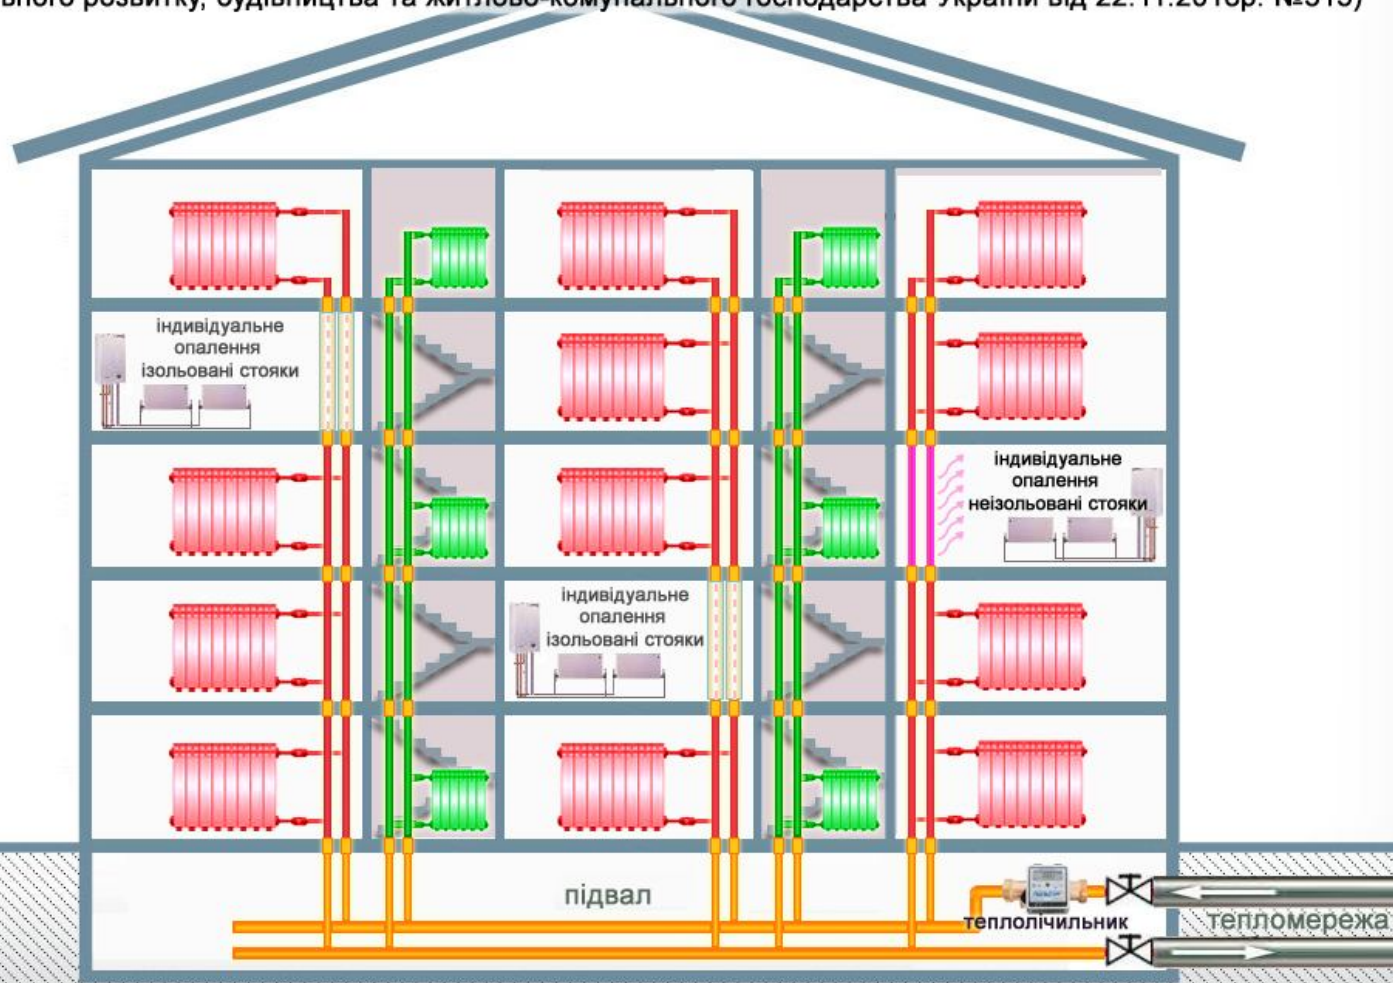 ьного розвитку, будівництва та житлово-комунального господарства України від 22.11.2018р. №315)
індивідуальне
опалення
ізольовані стояки
індивідуальне
опалення
неізольовані стояки
індивідуальне
опалення
ізольовані стояки
підвал
теплолічильник
тепломережа